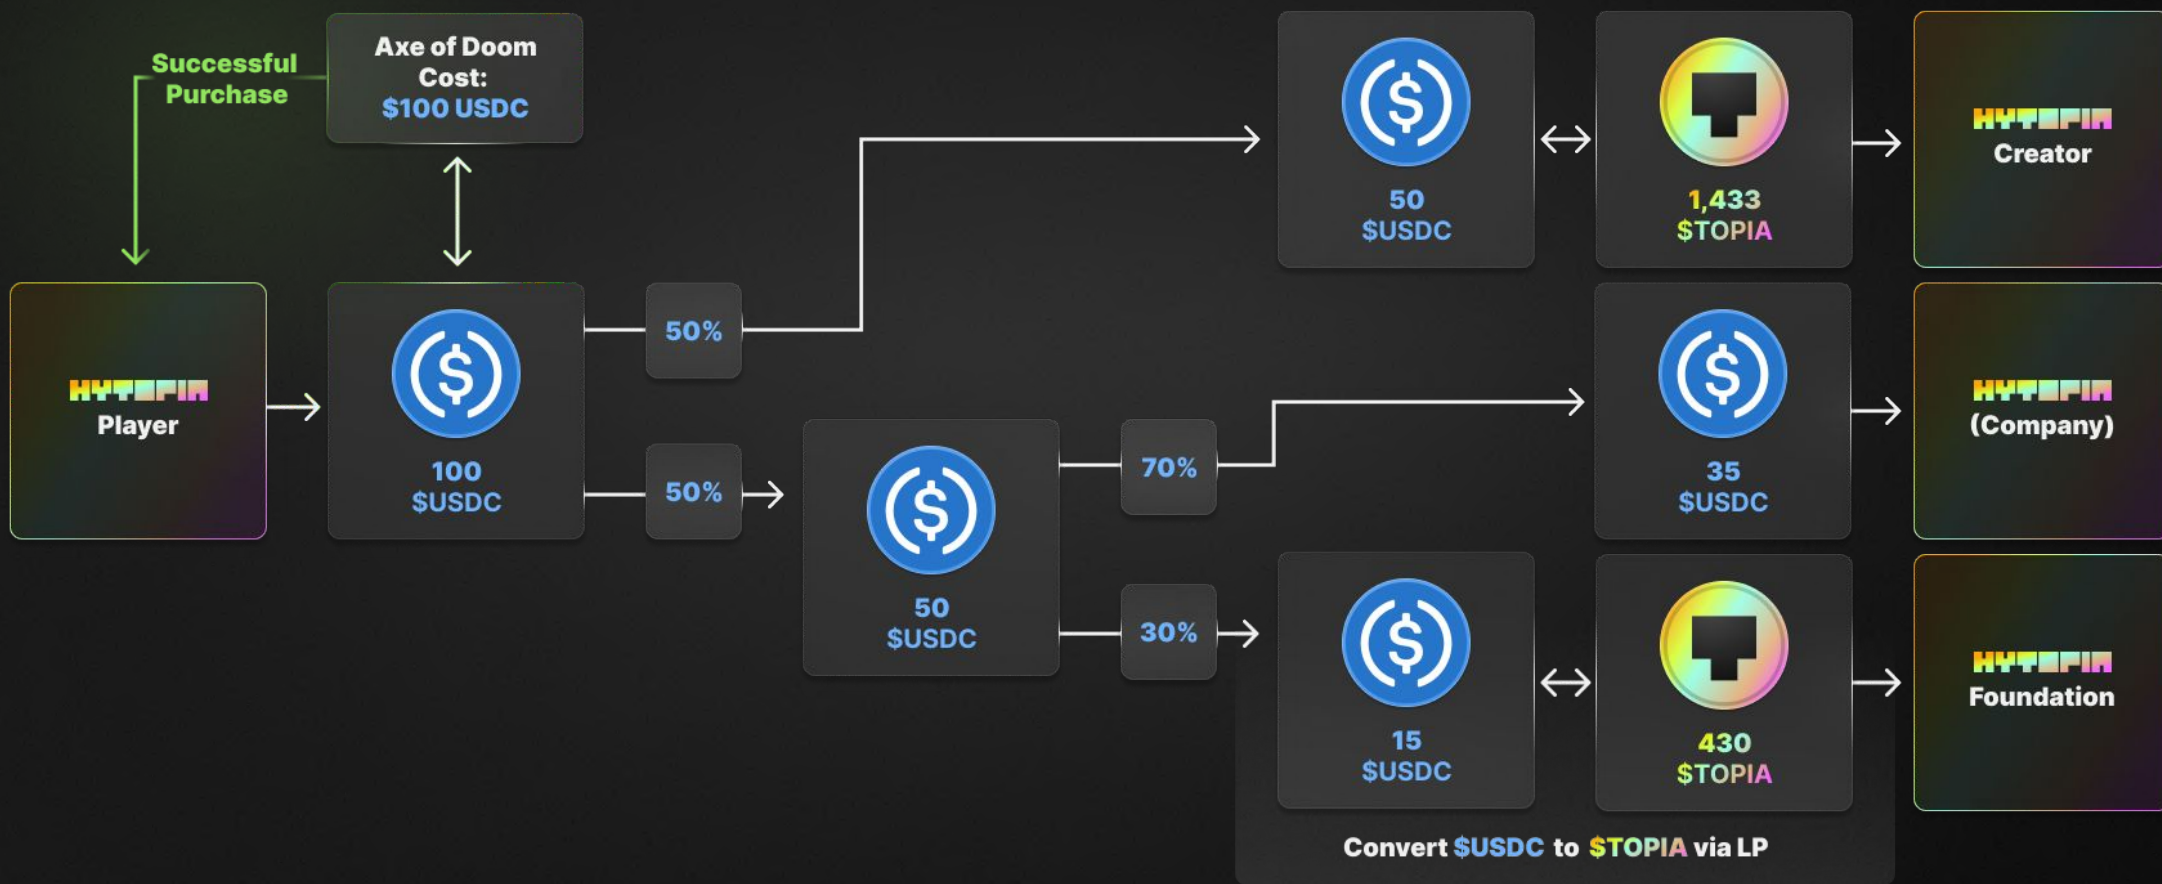 Successful
Purchase
Axe of Doom
Cost:
$100 USDC
HYTOPIA
Player
100
$USDC
50%
50%
50
$USDC
70%
30%
50
$USDC
1,433
$TOPIA
HYTOPIA
Creator
35
$USDC
HYTOPIA
(Company)
15
$USDC
430
$TOPIA
HYTOPIA
Foundation
Convert $USDC to $TOPIA via LP